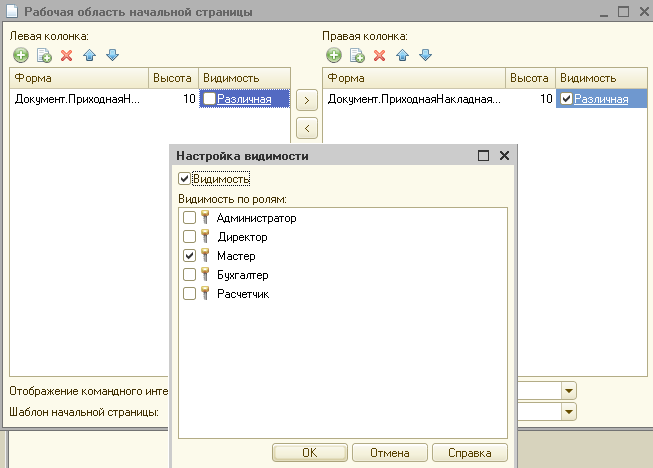 Рабочая область начальной страницы
Левая колонка:
Правая колонка:
Форма Высота Видимость
Форма Высота Видимость
Документ.ПриходнаяН... 10 Различная
Документ.ПриходнаяНакладная... 10 Различная
Настройка видимости
Видимость
Видимость по ролям:
Администратор
Директор
Мастер
Бухгалтер
Расчетчик
Отображение командного инте
Шаблон начальной страницы:
OK Отмена Справка